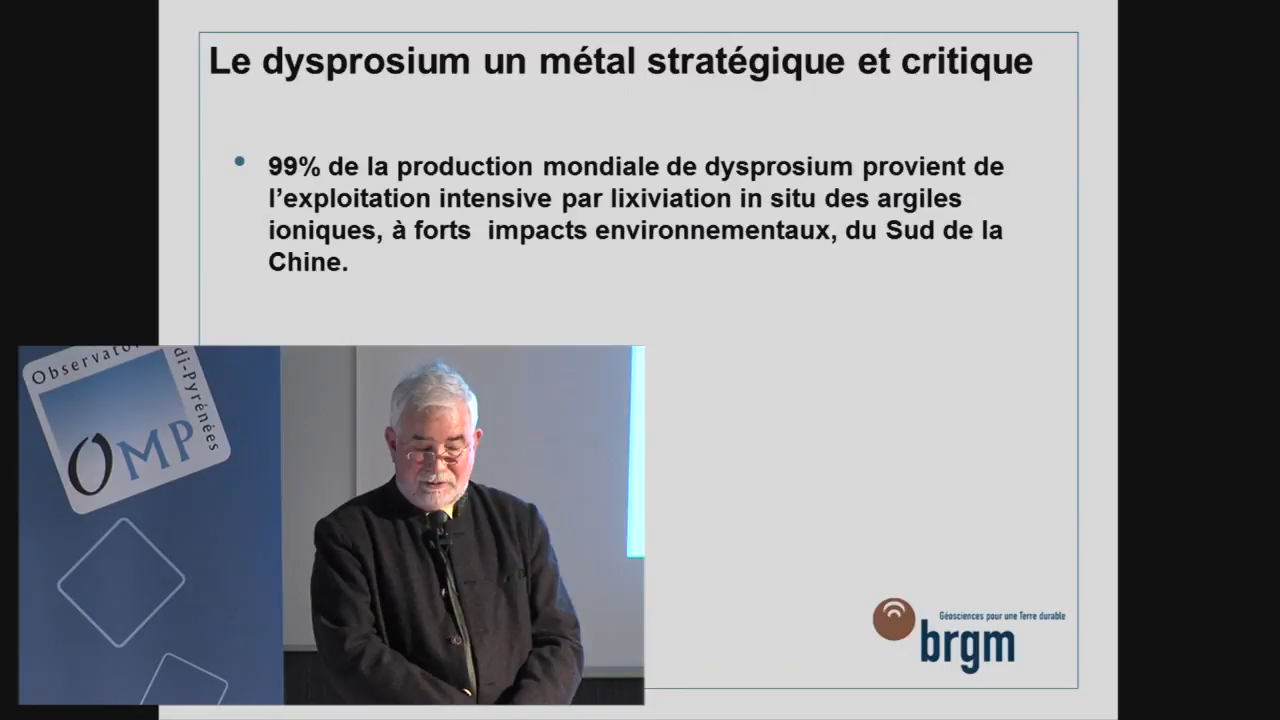 Le dysprosium un métal stratégique et critique
99% de la production mondiale de dysprosium provient de
l’exploitation intensive par lixiviation in situ des argiles
ioniques, à forts  impacts environnementaux, du Sud de la
Chine.
di-Pyrénées
OMP
Géosciences pour une Terre durable
brgm